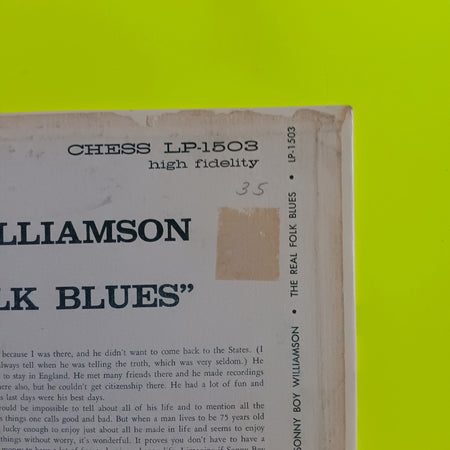 CHESS LP-1503
high fidelity
35
LLIAMSON
LK BLUES”
because I was there, and he didn't want to come back to the States. (I
always tell when he was telling the truth, which was very seldom.) He
to stay in England. He met many friends there and he made recordings
there also, but he couldn't get citizenship there. He had a lot of fun and
s last days were his best days.
would be impossible to tell about all of his life and to mention all the
things one calls good and bad. But when a man lives to be 75 years old
lucky enough to enjoy just about all he made in life and seems to enjoy
things without worry, it's wonderful. It proves you don't have to have a
SONNY BOY WILLIAMSON • THE REAL FOLK BLUES • LP-1503